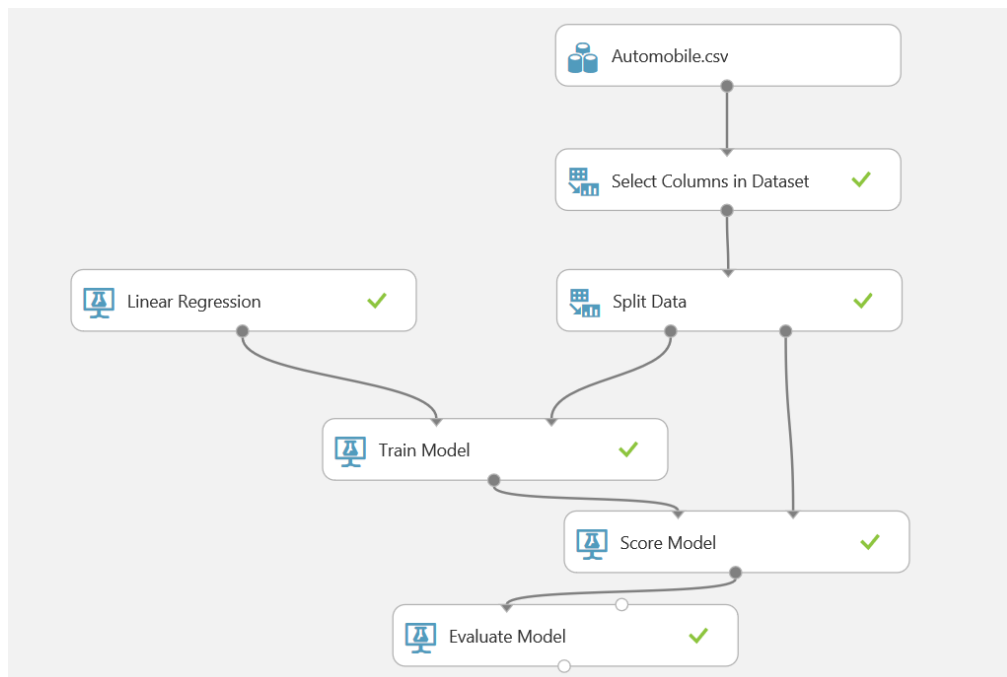 Automobile.csv
Select Columns in Dataset
Linear Regression
Split Data
Train Model
Score Model
Evaluate Model